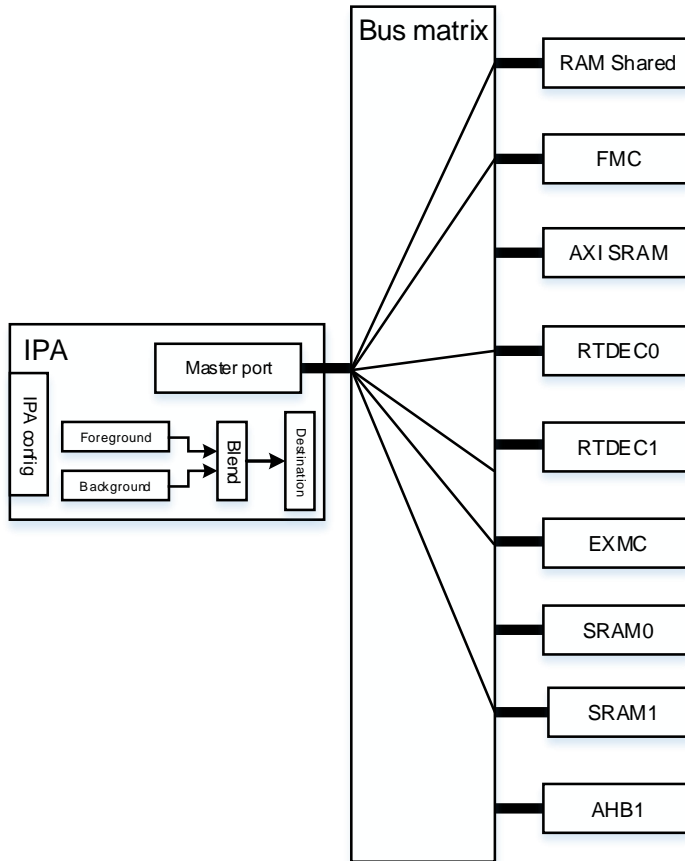 Bus matrix
RAM Shared
FMC
AXI SRAM
IPA
Master port
RTDEC0
IPA config
Foreground
Background
Blend
Destination
RTDEC1
EXMC
SRAM0
SRAM1
AHB1